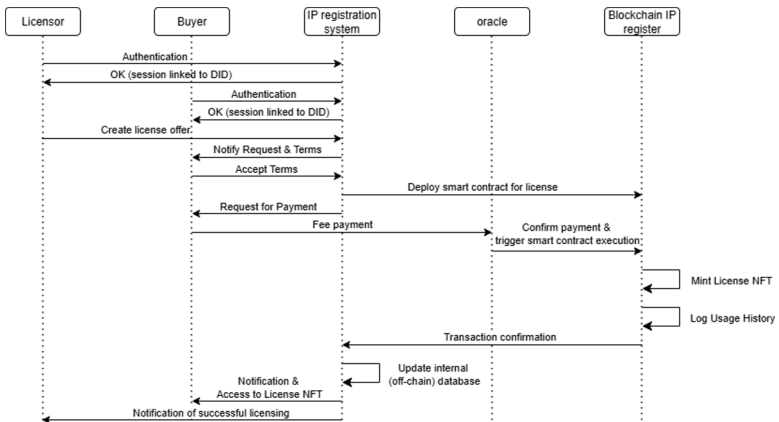 Licensor
Buyer
IP registration
system
oracle
Blockchain IP
register
Authentication
OK (session linked to DID)
Authentication
OK (session linked to DID)
Create license offer
Notify Request & Terms
Accept Terms
Deploy smart contract for license
Request for Payment
Fee payment
Confirm payment &
trigger smart contract execution
Mint License NFT
Log Usage History
Transaction confirmation
Update internal
(off-chain) database
Notification &
Access to License NFT
Notification of successful licensing